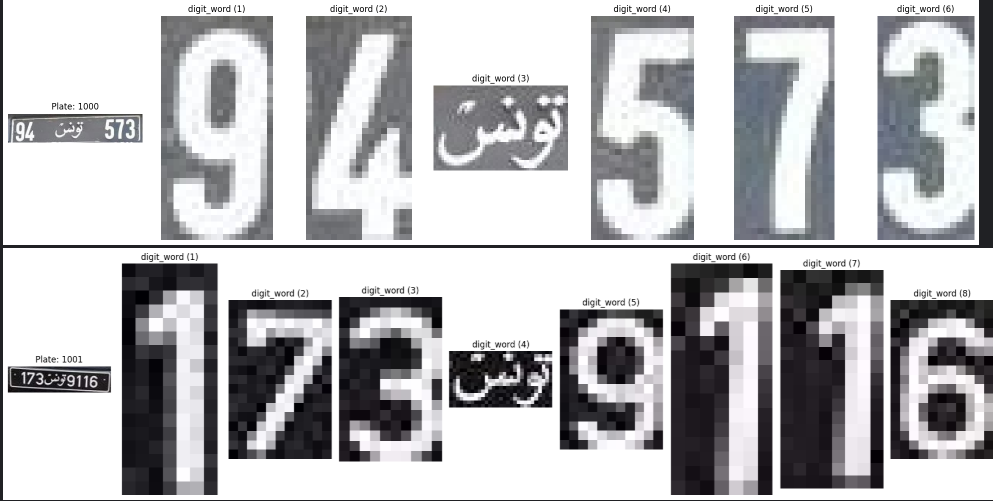 digit_word (1) digit_word (2) digit_word (3) digit_word (4) digit_word (5) digit_word (6)
Plate: 1000
94 تونس 573
9 4 تونس 5 7 3
digit_word (1) digit_word (2) digit_word (3) digit_word (4) digit_word (5) digit_word (6) digit_word (7) digit_word (8)
Plate: 1001
173 تونس 9116
1 7 3 تونس 9 1 1 6